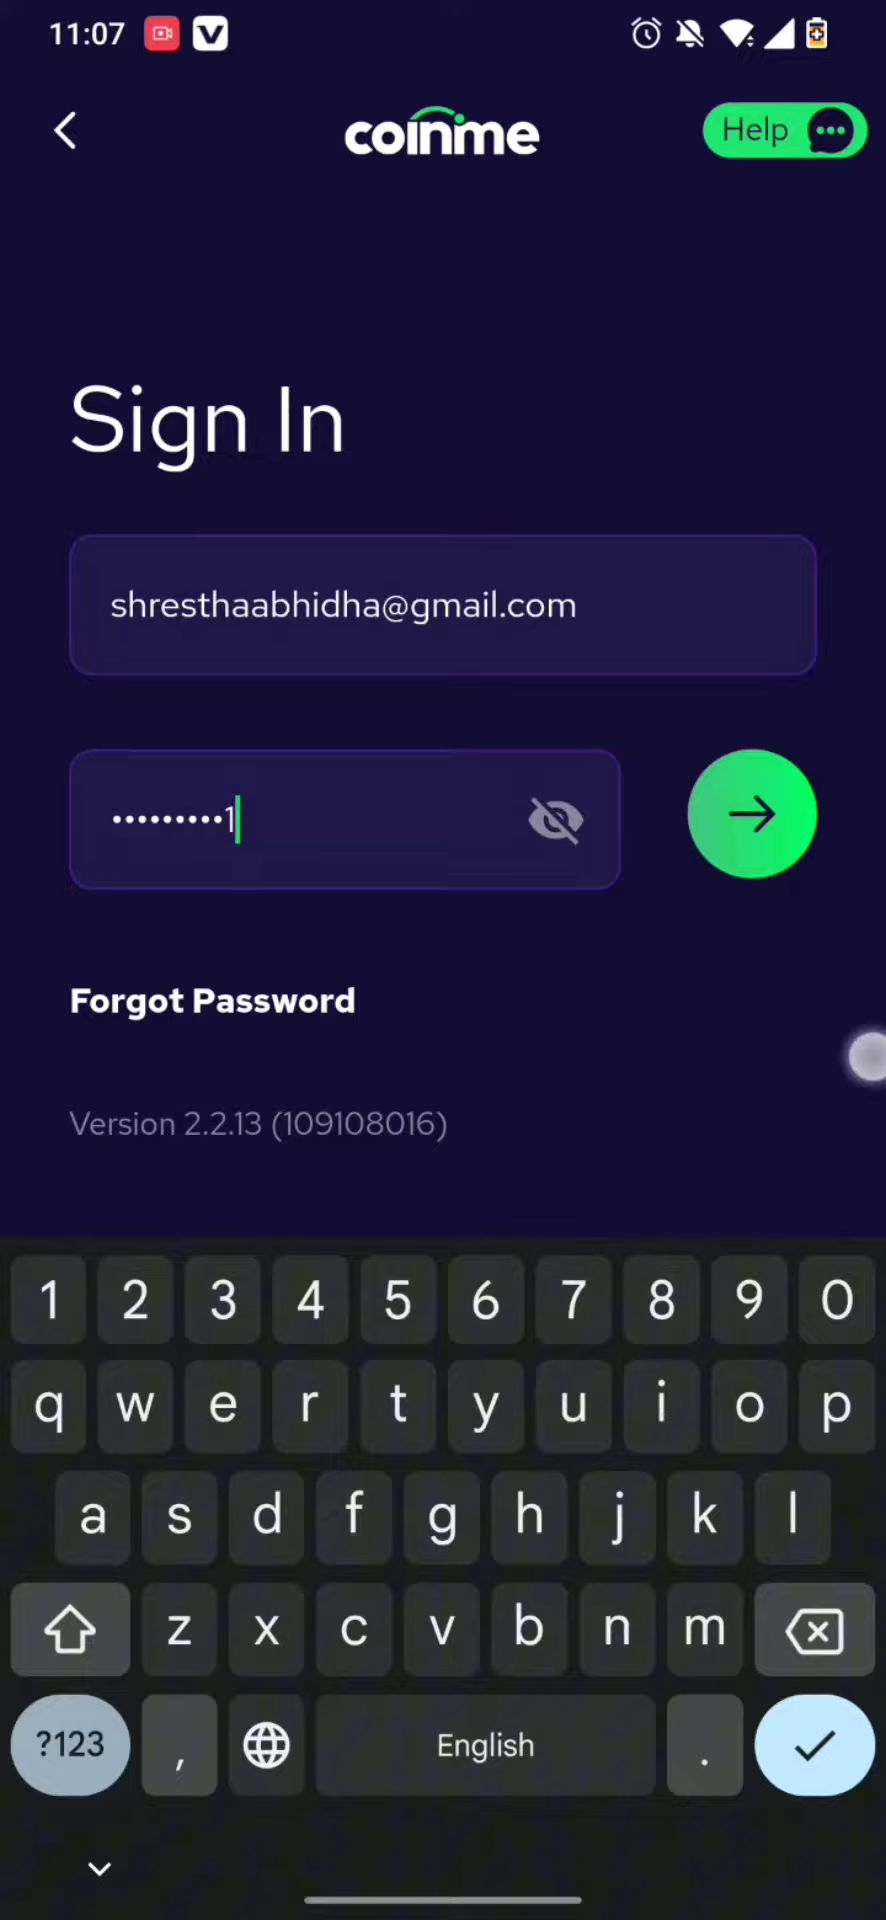 11:07
coinme
Help
Sign In
shresthaabhidha@gmail.com
•••••••••1
Forgot Password
Version 2.2.13 (109108016)
1 2 3 4 5 6 7 8 9 0
q w e r t y u i o p
a s d f g h j k l
z x c v b n m
?123 , English .